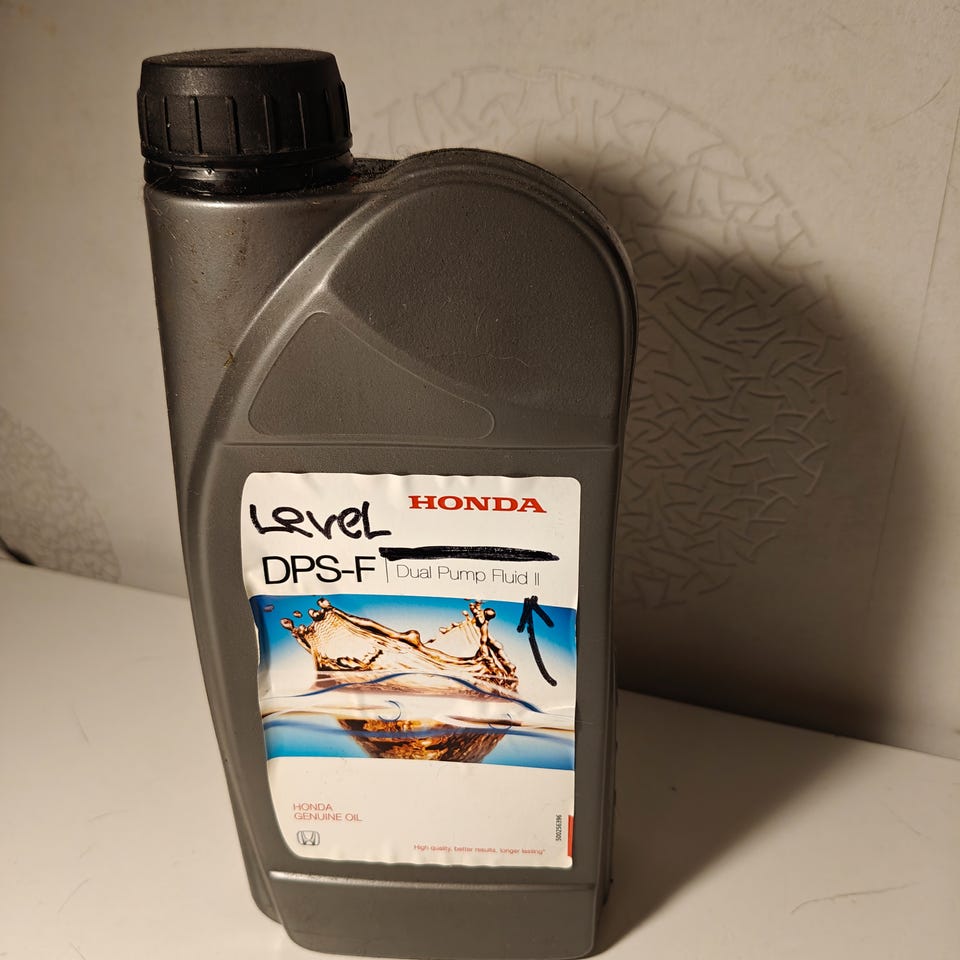 HONDA
LeveL
DPS-F
Dual Pump Fluid II
HONDA
GENUINE OIL
High quality, better results, longer lasting*